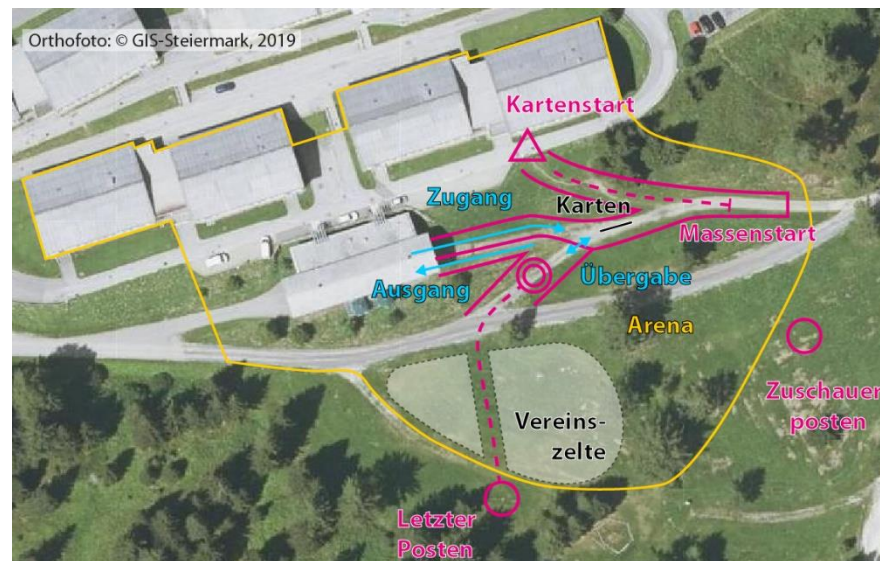 Orthofoto: © GIS-Steiermark, 2019
Kartenstart
Zugang
Karten
Massenstart
Ausgang
Übergabe
Arena
Zuschauer
posten
Vereins-
zelte
Letzter
Posten